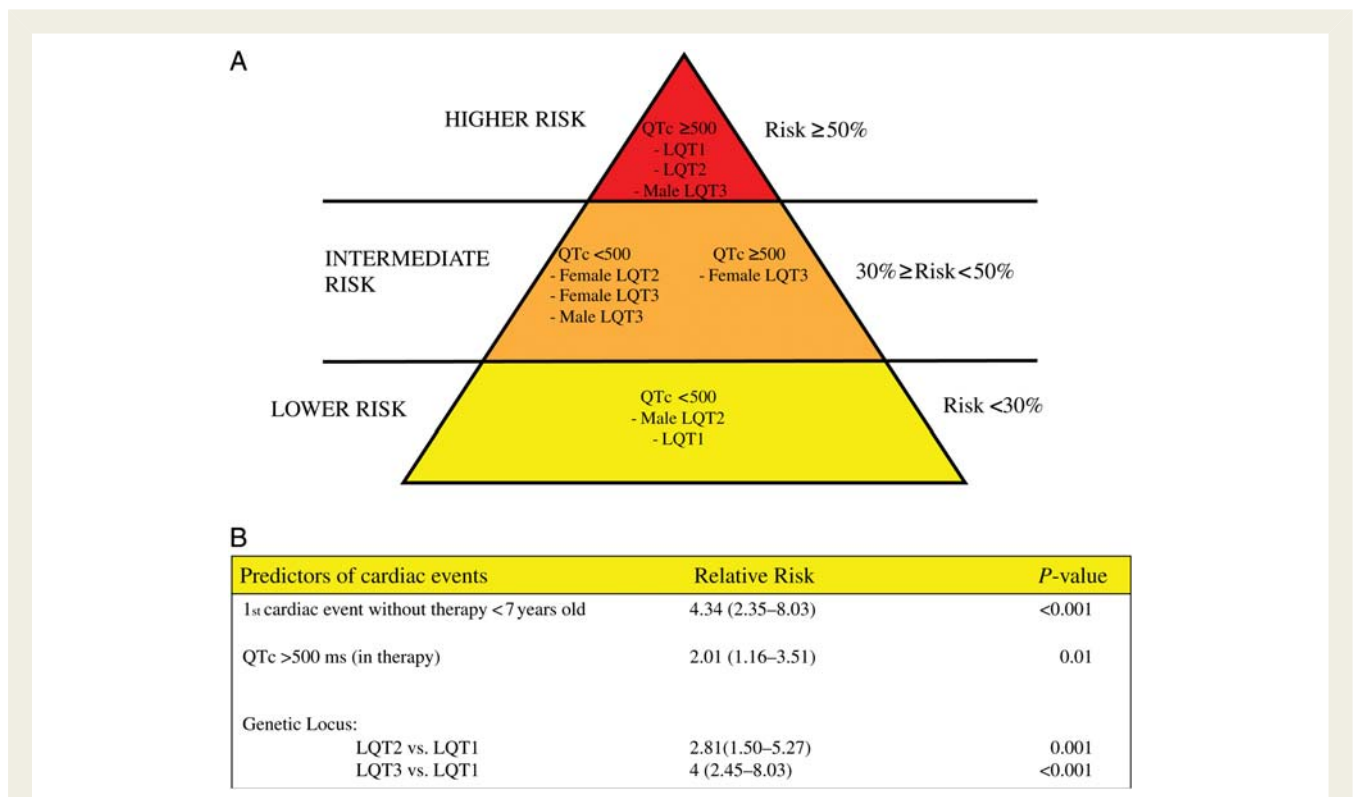 A
HIGHER RISK
QTc ≥500
- LQT1
- LQT2
- Male LQT3
Risk ≥50%
INTERMEDIATE
RISK
QTc <500
- Female LQT2
- Female LQT3
- Male LQT3
QTc ≥500
- Female LQT3
30%≥Risk<50%
LOWER RISK
QTc <500
- Male LQT2
- LQT1
Risk <30%
B
Predictors of cardiac events Relative Risk P-value
1st cardiac event without therapy <7 years old 4.34 (2.35–8.03) <0.001
QTc >500 ms (in therapy) 2.01 (1.16–3.51) 0.01
Genetic Locus:
LQT2 vs. LQT1 2.81(1.50–5.27) 0.001
LQT3 vs. LQT1 4 (2.45–8.03) <0.001